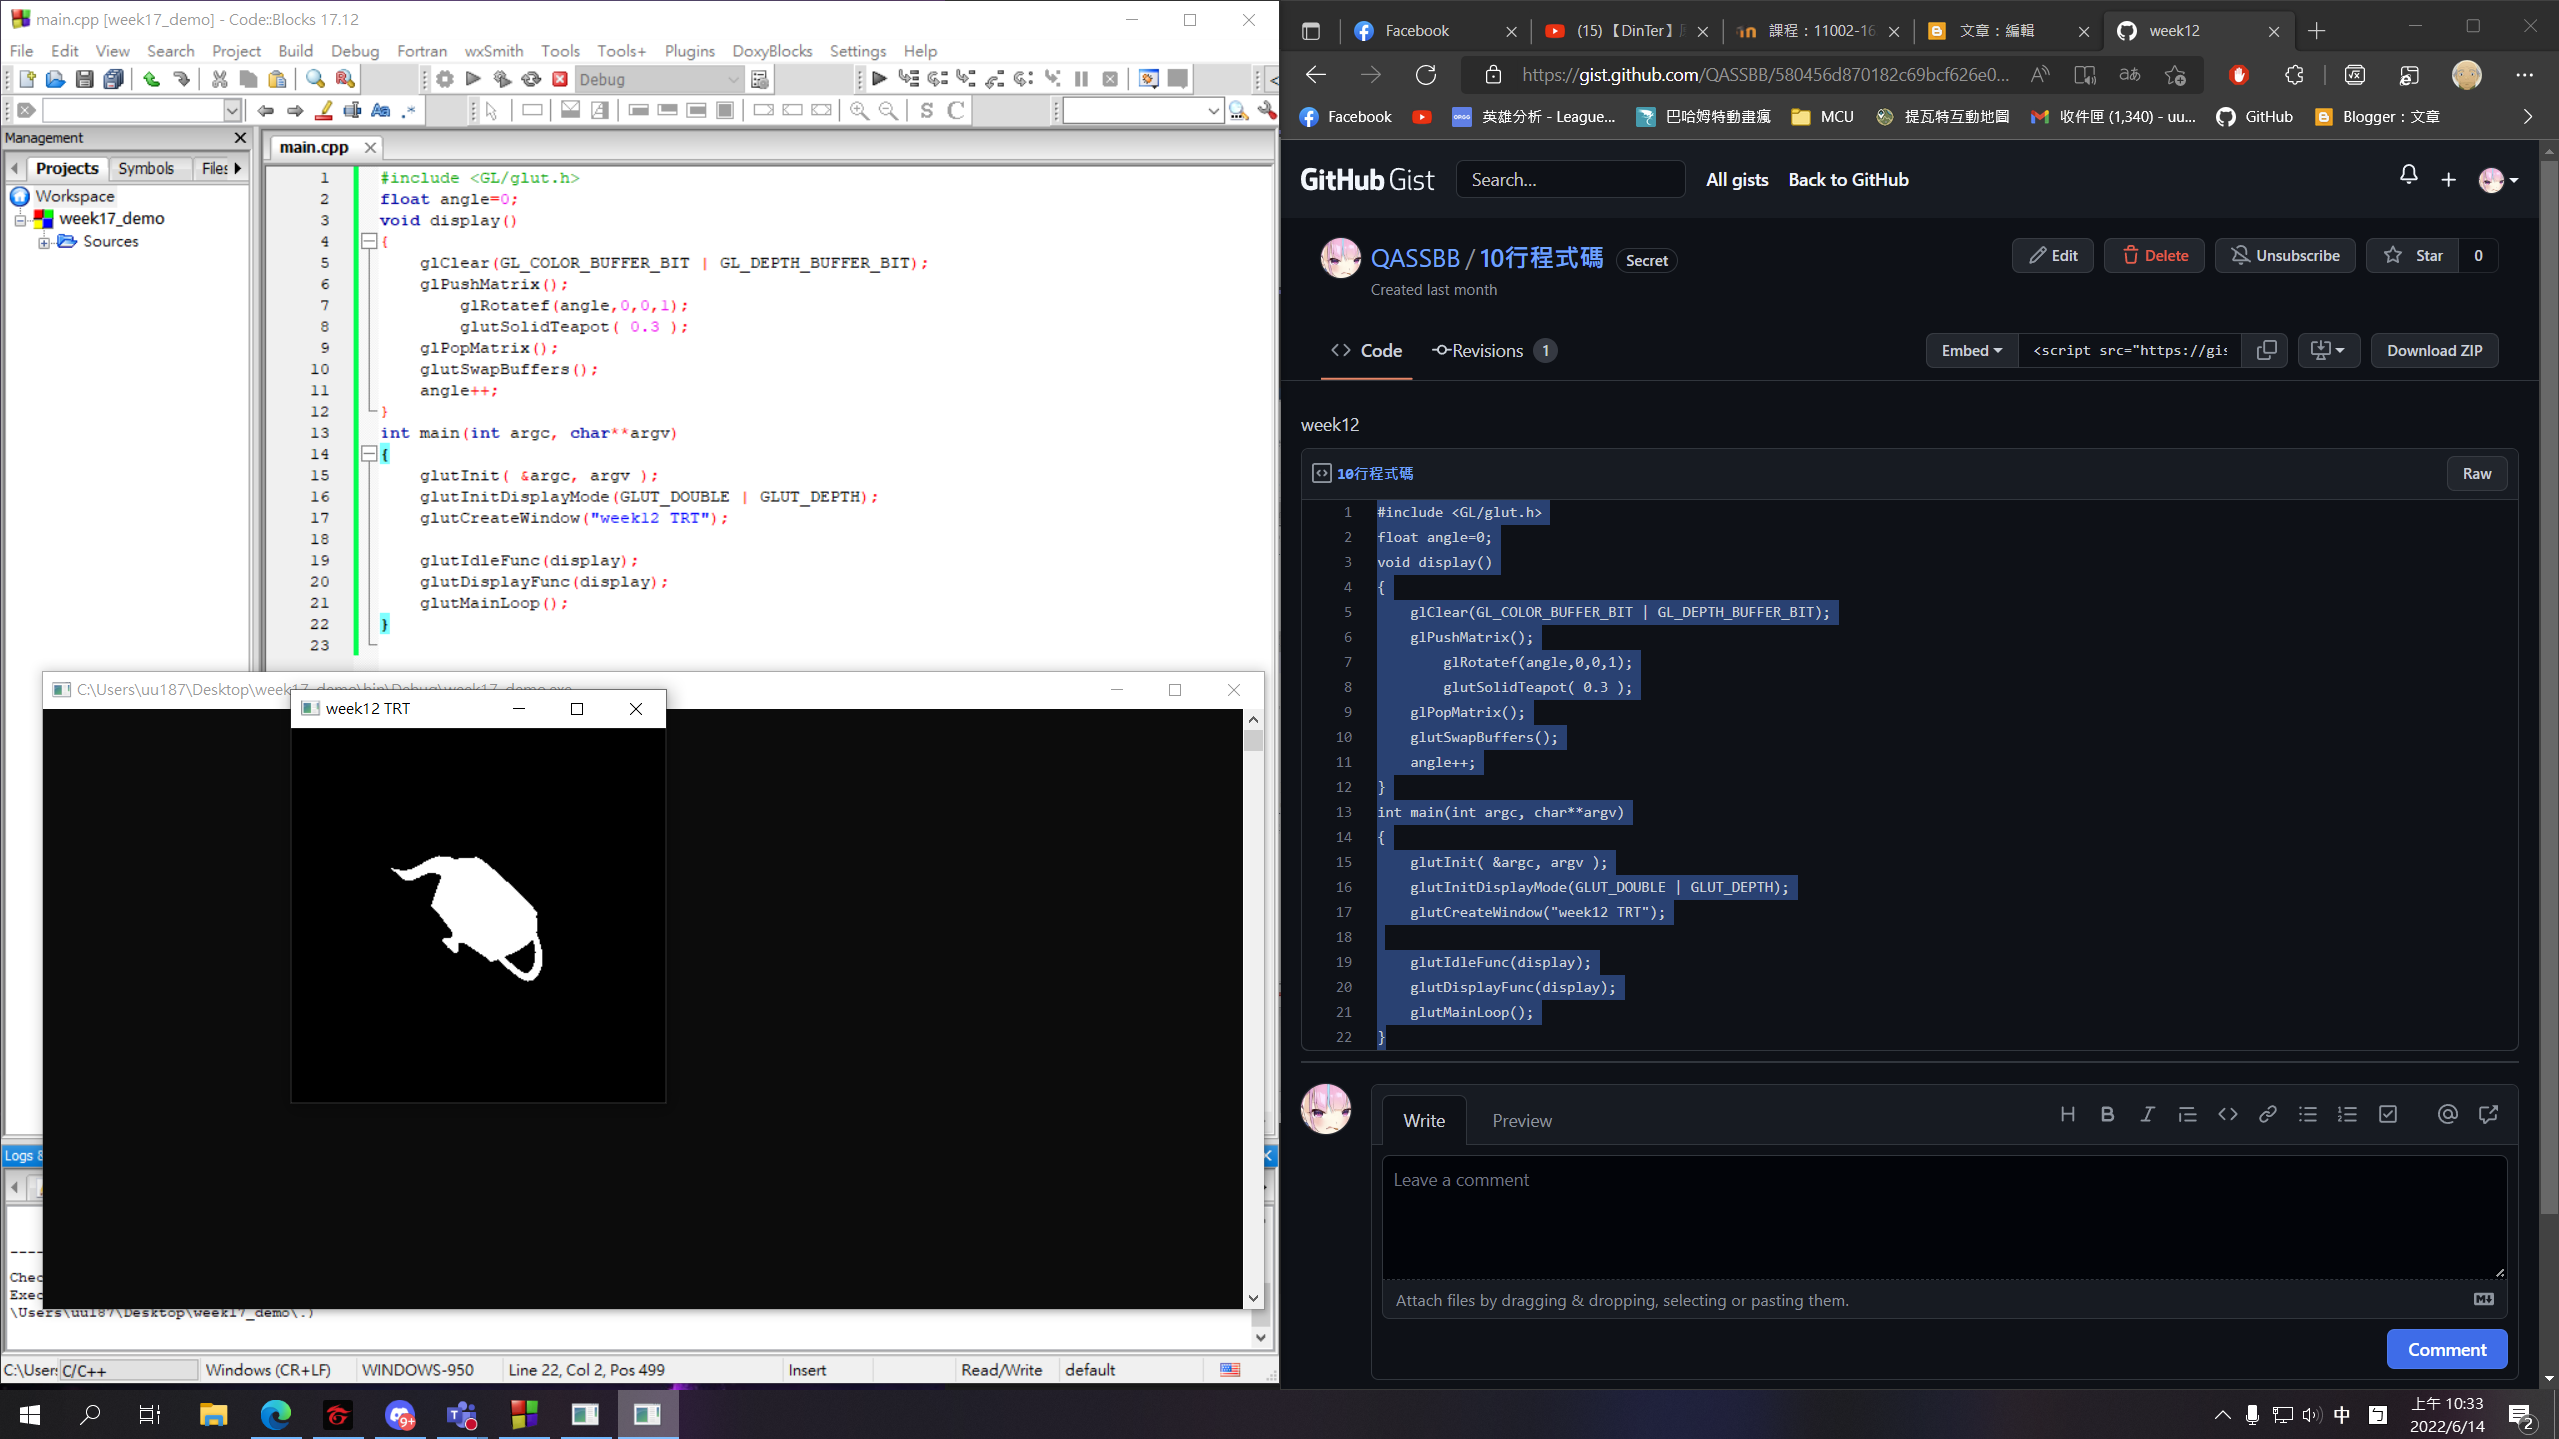 main.cpp [week17_demo] - Code::Blocks 17.12
File Edit View Search Project Build Debug Fortran wxSmith Tools Tools+ Plugins DoxyBlocks Settings Help
Debug
Management
Projects Symbols Files
Workspace
week17_demo
Sources
main.cpp
1 #include <GL/glut.h>
2 float angle=0;
3 void display()
4 {
5 glClear(GL_COLOR_BUFFER_BIT | GL_DEPTH_BUFFER_BIT);
6 glPushMatrix();
7 glRotatef(angle,0,0,1);
8 glutSolidTeapot( 0.3 );
9 glPopMatrix();
10 glutSwapBuffers();
11 angle++;
12 }
13 int main(int argc, char**argv)
14 {
15 glutInit( &argc, argv );
16 glutInitDisplayMode(GLUT_DOUBLE | GLUT_DEPTH);
17 glutCreateWindow("week12 TRT");
18
19 glutIdleFunc(display);
20 glutDisplayFunc(display);
21 glutMainLoop();
22 }
23
C:\Users\uu187\Desktop\week17_demo\bin\Debug\week17_demo.exe
week12 TRT
Logs &
Chec
Exec
\Users\uu187\Desktop\week17_demo\.)
C:\User: C/C++ Windows (CR+LF) WINDOWS-950 Line 22, Col 2, Pos 499 Insert Read/Write default
Facebook
(15)【DinTer】
課程:11002-16
文章:編輯
week12
https://gist.github.com/QASSBB/580456d870182c69bcf626e0...
Facebook 英雄分析 - League... 巴哈姆特動畫瘋 MCU 提瓦特互動地圖 收件匣 (1,340) - uu... GitHub Blogger:文章
GitHub Gist Search... All gists Back to GitHub
QASSBB / 10行程式碼 Secret
Created last month
Edit Delete Unsubscribe Star 0
Code Revisions 1
Embed <script src="https://gis Download ZIP
week12
10行程式碼 Raw
1 #include <GL/glut.h>
2 float angle=0;
3 void display()
4 {
5 glClear(GL_COLOR_BUFFER_BIT | GL_DEPTH_BUFFER_BIT);
6 glPushMatrix();
7 glRotatef(angle,0,0,1);
8 glutSolidTeapot( 0.3 );
9 glPopMatrix();
10 glutSwapBuffers();
11 angle++;
12 }
13 int main(int argc, char**argv)
14 {
15 glutInit( &argc, argv );
16 glutInitDisplayMode(GLUT_DOUBLE | GLUT_DEPTH);
17 glutCreateWindow("week12 TRT");
18
19 glutIdleFunc(display);
20 glutDisplayFunc(display);
21 glutMainLoop();
22 }
Write Preview
Leave a comment
Attach files by dragging & dropping, selecting or pasting them.
Comment
中
上午 10:33
2022/6/14
2